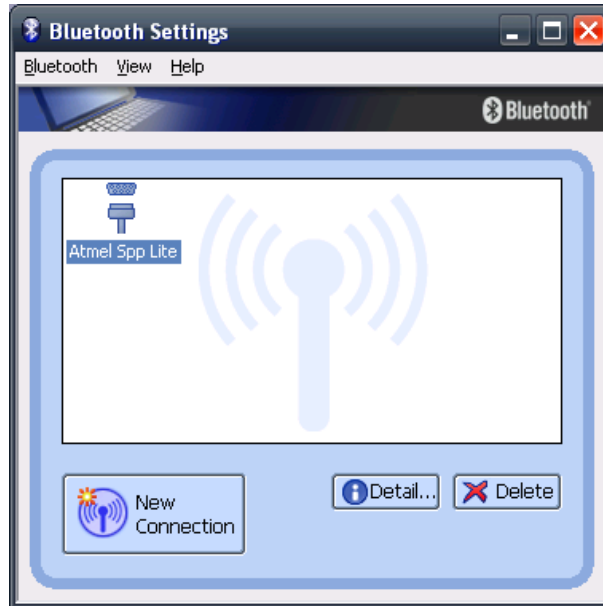 Bluetooth Settings
Bluetooth View Help
Bluetooth®
Atmel Spp Lite
New
Connection
Detail...
Delete